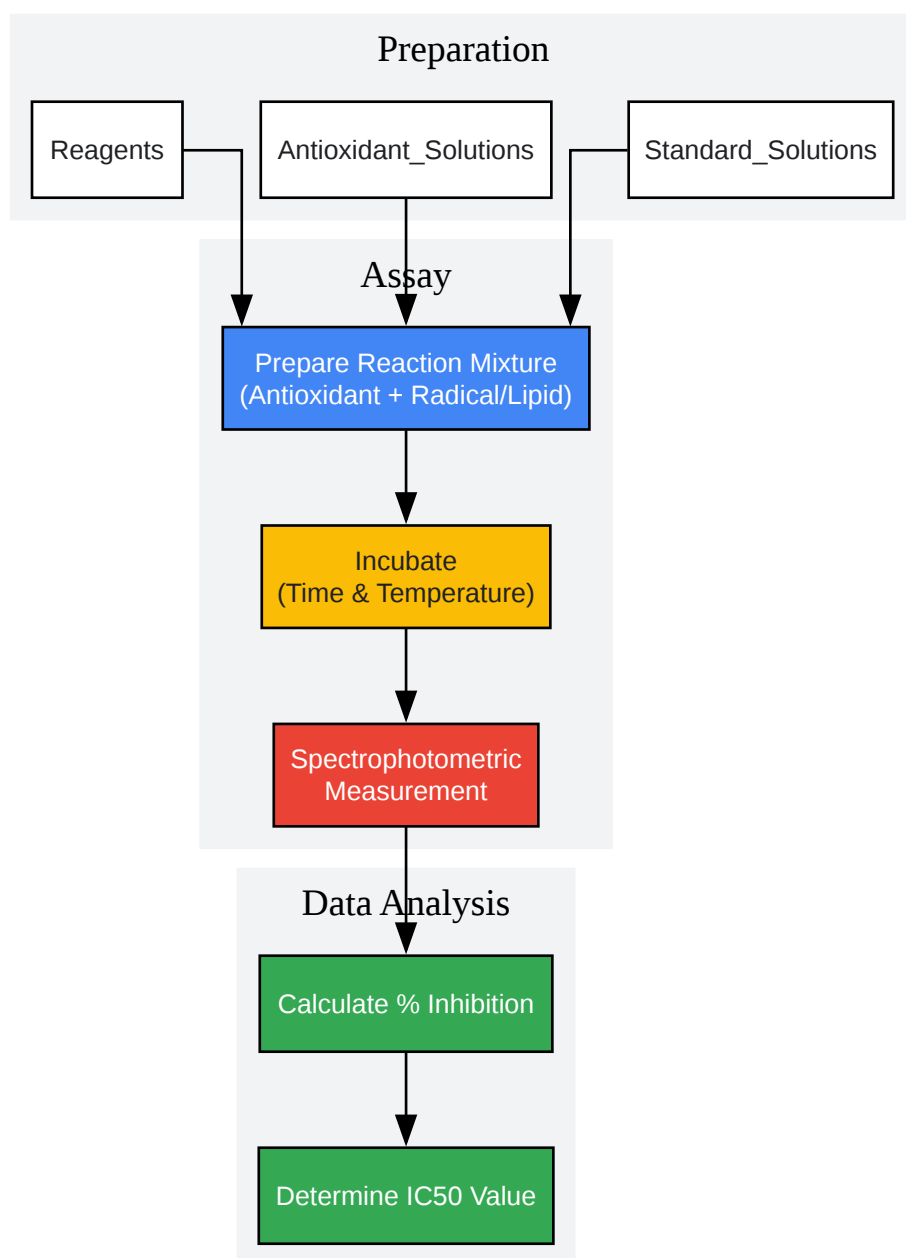 Preparation
Reagents
Antioxidant_Solutions
Standard_Solutions
Assay
Prepare Reaction Mixture
(Antioxidant + Radical/Lipid)
Incubate
(Time & Temperature)
Spectrophotometric
Measurement
Data Analysis
Calculate % Inhibition
Determine IC50 Value